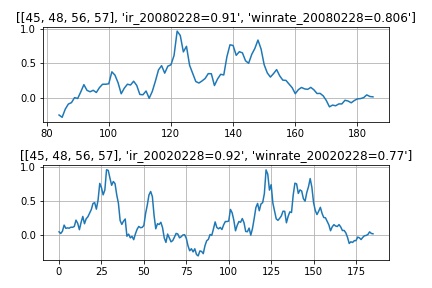 [[45, 48, 56, 57], 'ir_20080228=0.91', 'winrate_20080228=0.806']
1.0
0.5
0.0
80 100 120 140 160 180
[[45, 48, 56, 57], 'ir_20020228=0.92', 'winrate_20020228=0.77']
1.0
0.5
0.0
0 25 50 75 100 125 150 175